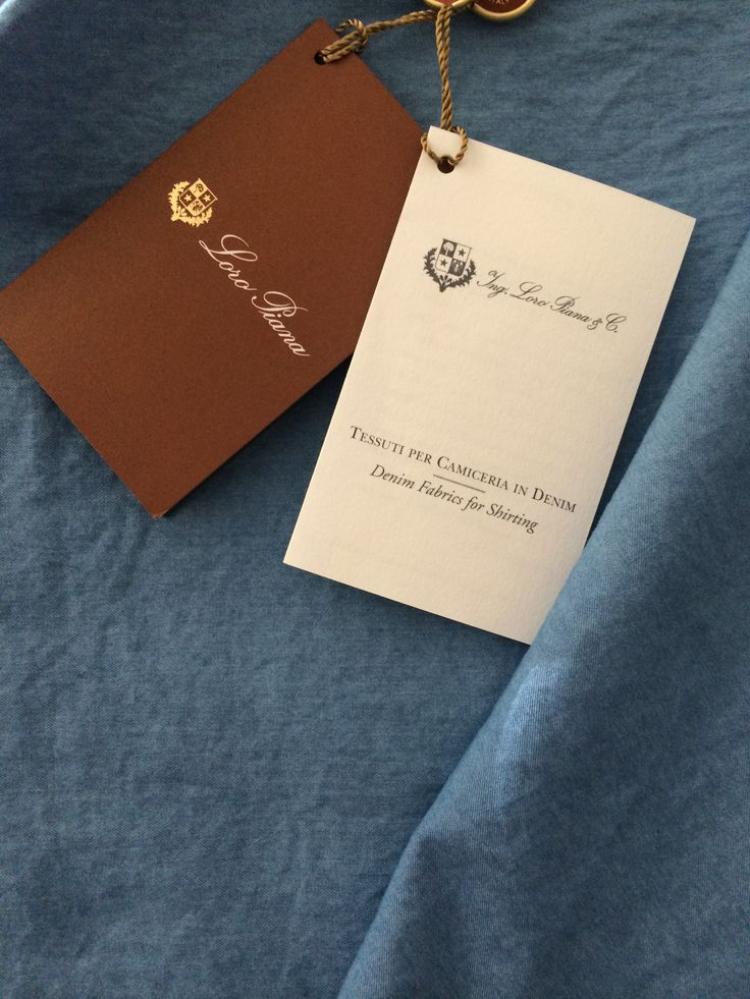 Loro Piana
Ing. Loro Piana & C.
TESSUTI PER CAMICERIA IN DENIM
Denim Fabrics for Shirting